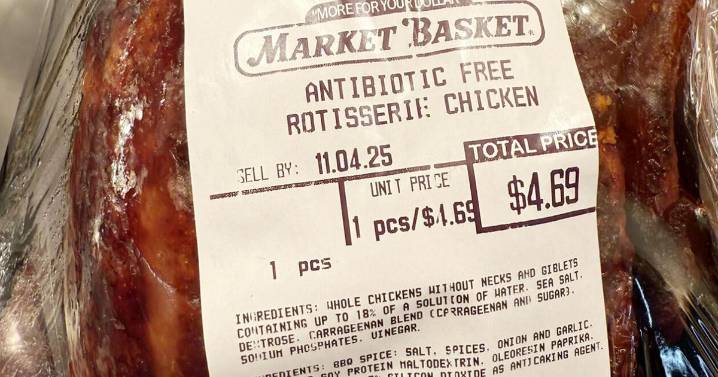 "MORE FOR YOUR DOLLAR"
MARKET BASKET.
ANTIBIOTIC FREE
ROTISSERIE CHICKEN
SELL BY: 11.04.25
TOTAL PRICE
UNIT PRICE
1 pcs/$4.69
$4.69
1 pcs
INGREDIENTS: WHOLE CHICKENS WITHOUT NECKS AND GIBLETS
CONTAINING UP TO 18% OF A SOLUTION OF WATER, SEA SALT,
DEXTROSE, CARRAGEENAN BLEND (CARRAGEENAN AND SUGAR),
SODIUM PHOSPHATES, VINEGAR.
REDIENTS: BBQ SPICE: SALT, SPICES, ONION AND GARLIC,
SOY PROTEIN MALTODEXTRIN, OLEORESIN PAPRIKA,
SILICON DIOXIDE AS ANTICAKING AGENT.